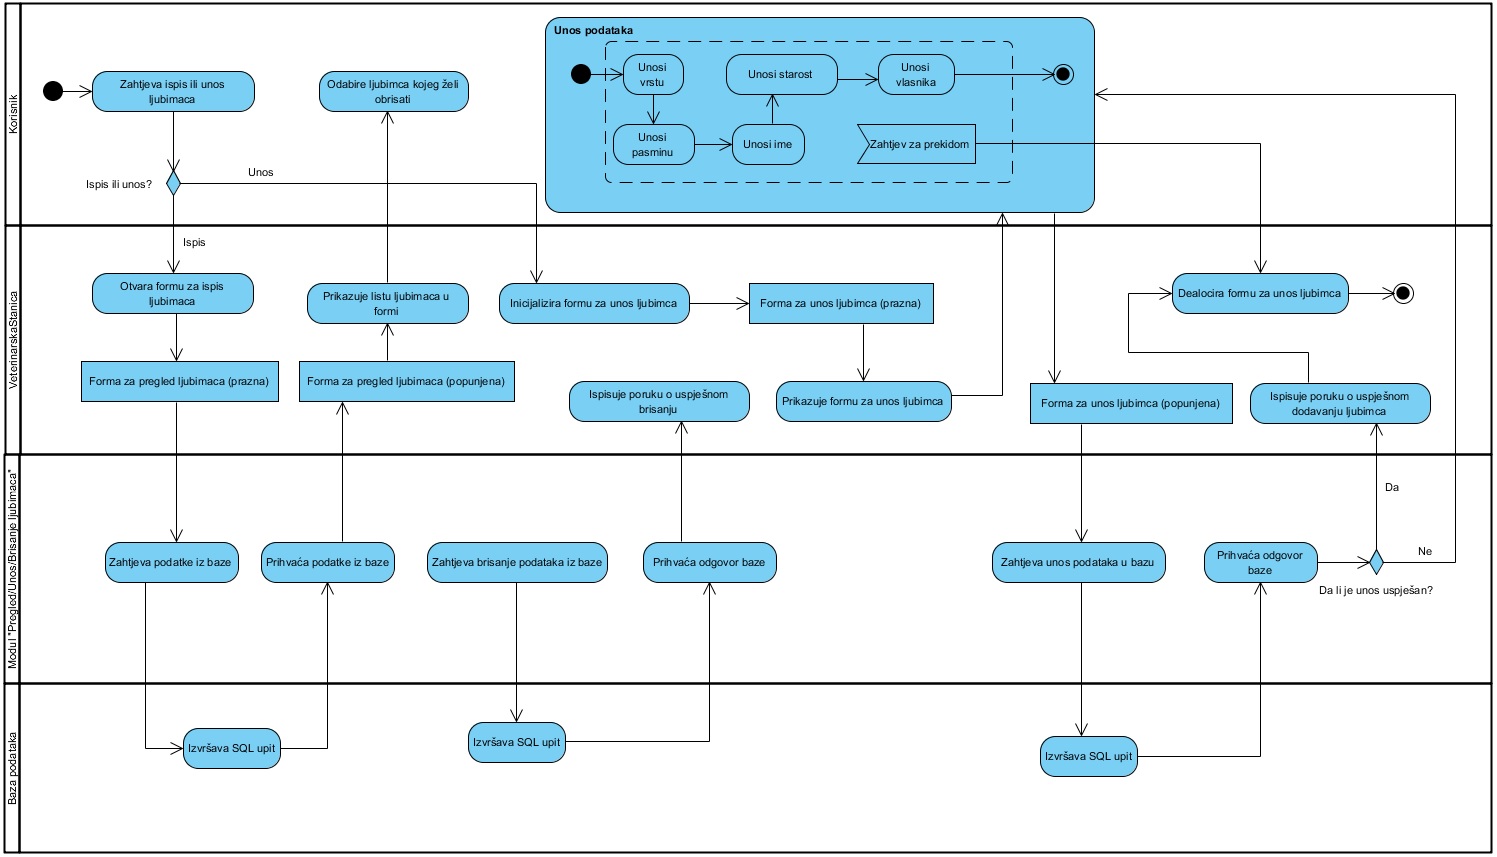 Korisnik
Unos podataka
Zahtjeva ispis ili unos
ljubimaca
Odabire ljubimca kojeg želi
obrisati
Unosi
vrstu
Unosi starost
Unosi
vlasnika
Unosi
pasminu
Unosi ime
Zahtjev za prekidom
Ispis ili unos?
Unos
Ispis
VeterinarskaStanica
Otvara formu za ispis
ljubimaca
Prikazuje listu ljubimaca u
formi
Inicijalizira formu za unos ljubimca
Forma za unos ljubimca (prazna)
Dealocira formu za unos ljubimca
Forma za pregled ljubimaca (prazna)
Forma za pregled ljubimaca (popunjena)
Ispisuje poruku o uspješnom
brisanju
Prikazuje formu za unos ljubimca
Forma za unos ljubimca (popunjena)
Ispisuje poruku o uspješnom
dodavanju ljubimca
Modul "Pregled/Unos/Brisanje ljubimaca"
Da
Ne
Zahtjeva podatke iz baze
Prihvaća podatke iz baze
Zahtjeva brisanje podataka iz baze
Prihvaća odgovor baze
Zahtjeva unos podataka u bazu
Prihvaća odgovor
baze
Da li je unos uspješan?
Baza podataka
Izvršava SQL upit
Izvršava SQL upit
Izvršava SQL upit